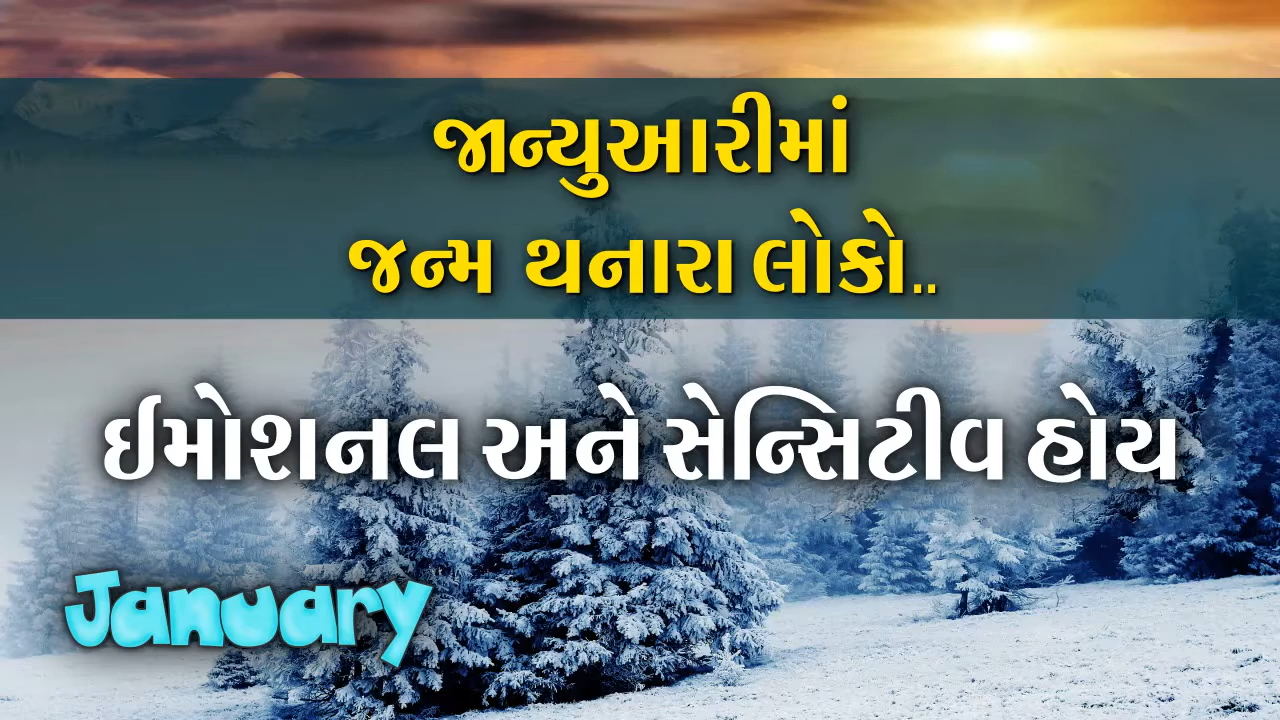 જાન્યુઆરીમાં
જન્મ થનારા લોકો..
ઈમોશનલ અને સેન્સિટીવ હોય
January